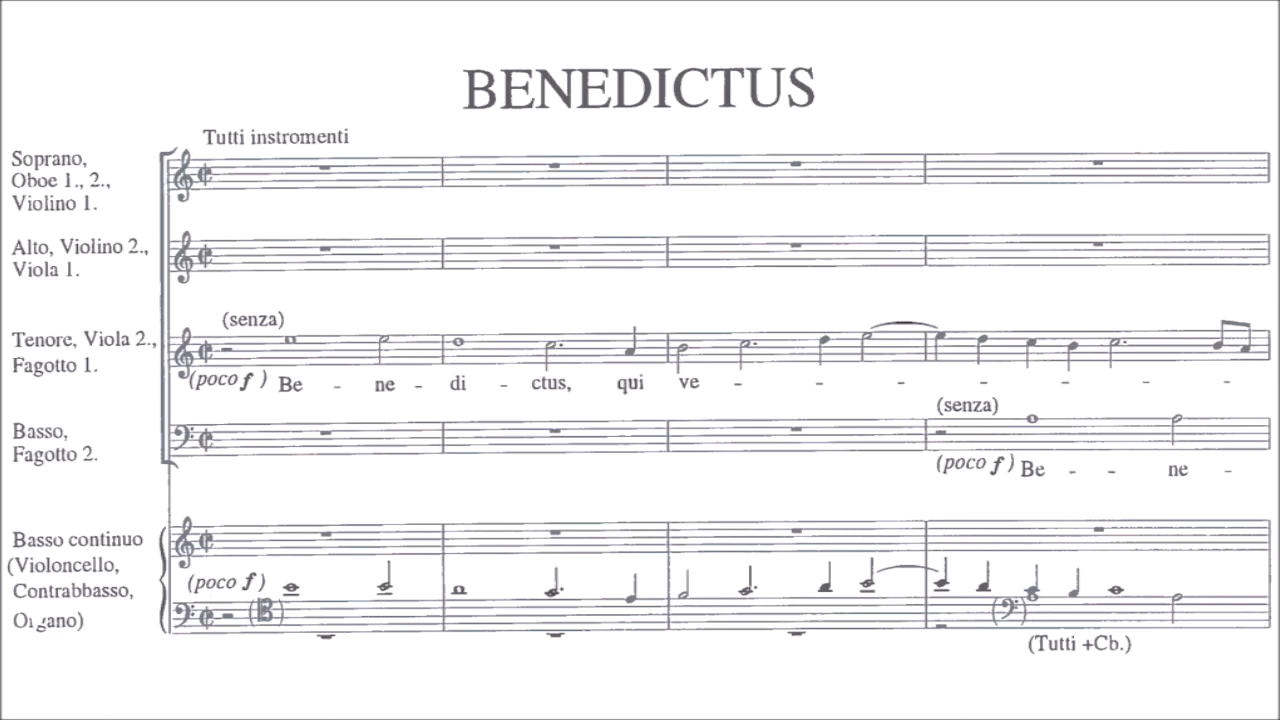 BENEDICTUS
Tutti instromenti
Soprano,
Oboe 1., 2.,
Violino 1.
Alto, Violino 2.,
Viola 1.
(senza)
Tenore, Viola 2.,
Fagotto 1.
(poco f) Be - ne - di - ctus, qui ve - - - - - - -
(senza)
Basso,
Fagotto 2.
(poco f) Be - - ne -
Basso continuo
(Violoncello,
(poco f)
Contrabbasso,
Organo)
(Tutti +Cb.)